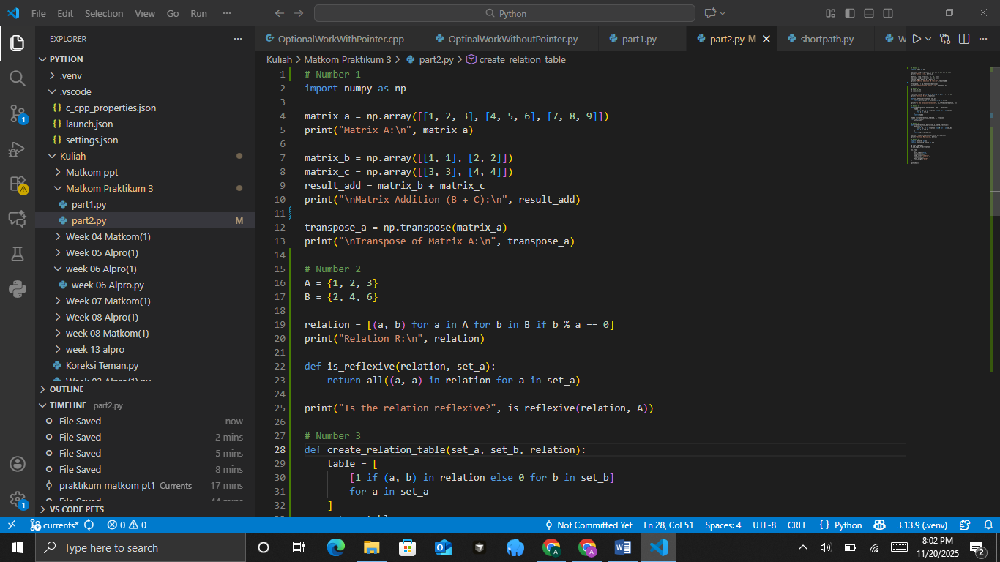 File Edit Selection View Go Run ···
Python
OptionalWorkWithPointer.cpp
OptinalWorkWithoutPointer.py
part1.py
part2.py M
shortpath.py
W
EXPLORER
PYTHON
.venv
.vscode
{} c_cpp_properties.json
{} launch.json
{} settings.json
Kuliah
Matkom ppt
Matkom Praktikum 3
part1.py
part2.py M
Week 04 Matkom(1)
Week 05 Alpro(1)
week 06 Alpro(1)
week 06 Alpro.py
Week 07 Matkom(1)
Week 08 Alpro(1)
week 08 Matkom(1)
week 13 alpro
Koreksi Teman.py
OUTLINE
TIMELINE part2.py
File Saved now
File Saved 2 mins
File Saved 5 mins
File Saved 8 mins
praktikum matkom pt1 Currents 17 mins
VS CODE PETS
1
1
Kuliah > Matkom Praktikum 3 > part2.py > create_relation_table
1 # Number 1
2 import numpy as np
3
4 matrix_a = np.array([[1, 2, 3], [4, 5, 6], [7, 8, 9]])
5 print("Matrix A:\n", matrix_a)
6
7 matrix_b = np.array([[1, 1], [2, 2]])
8 matrix_c = np.array([[3, 3], [4, 4]])
9 result_add = matrix_b + matrix_c
10 print("\nMatrix Addition (B + C):\n", result_add)
11
12 transpose_a = np.transpose(matrix_a)
13 print("\nTranspose of Matrix A:\n", transpose_a)
14
15 # Number 2
16 A = {1, 2, 3}
17 B = {2, 4, 6}
18
19 relation = [(a, b) for a in A for b in B if b % a == 0]
20 print("Relation R:\n", relation)
21
22 def is_reflexive(relation, set_a):
23     return all((a, a) in relation for a in set_a)
24
25 print("Is the relation reflexive?", is_reflexive(relation, A))
26
27 # Number 3
28 def create_relation_table(set_a, set_b, relation):
29     table = [
30         [1 if (a, b) in relation else 0 for b in set_b]
31         for a in set_a
32     ]
currents* 0 0
Not Committed Yet Ln 28, Col 51 Spaces: 4 UTF-8 CRLF {} Python 3.13.9 (.venv)
Type here to search
8:02 PM
11/20/2025
2